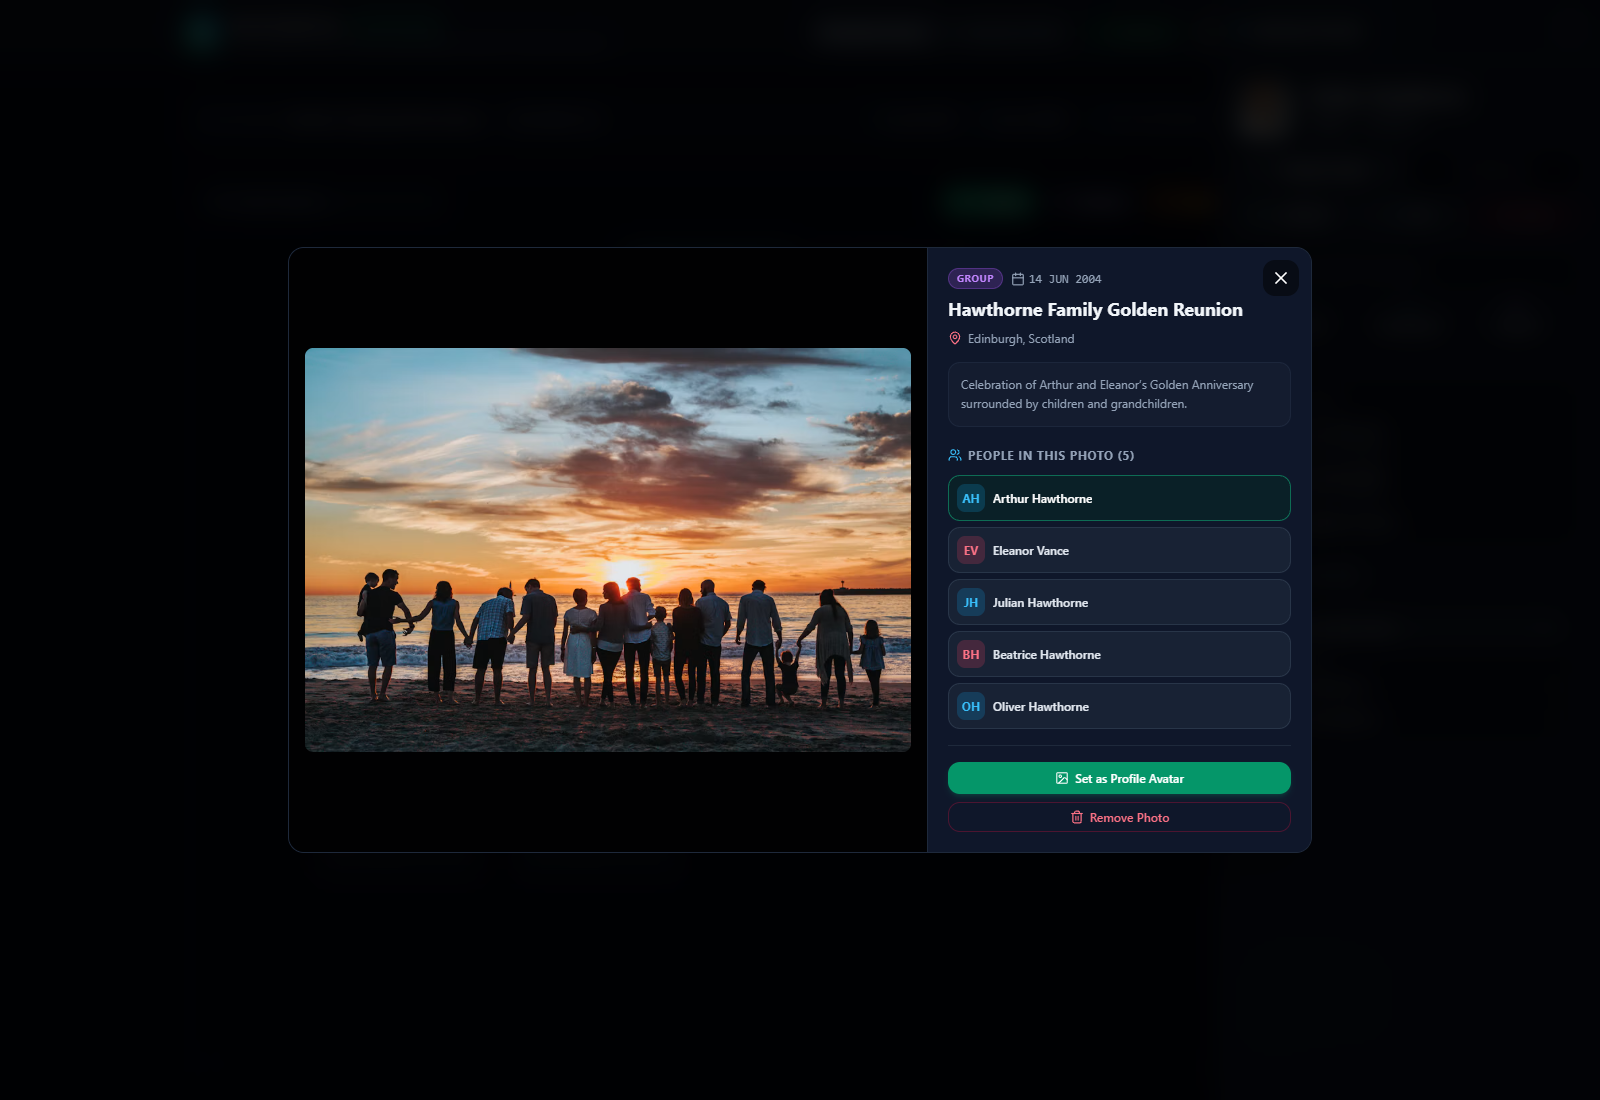 GROUP 14 JUN 2004
Hawthorne Family Golden Reunion
Edinburgh, Scotland
Celebration of Arthur and Eleanor's Golden Anniversary
surrounded by children and grandchildren.
PEOPLE IN THIS PHOTO (5)
AH Arthur Hawthorne
EV Eleanor Vance
JH Julian Hawthorne
BH Beatrice Hawthorne
OH Oliver Hawthorne
Set as Profile Avatar
Remove Photo